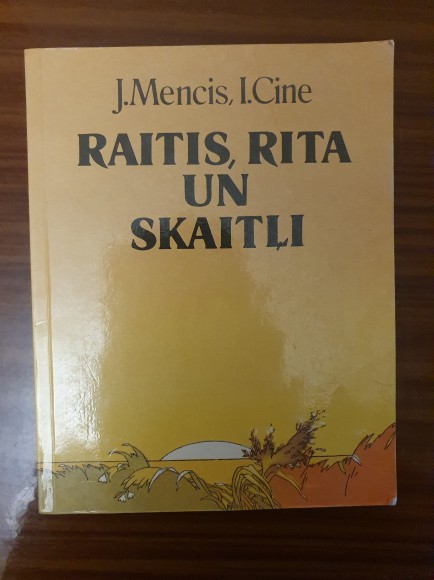 J.Mencis, I.Cine
RAITIS, RITA
UN
SKAITĻI